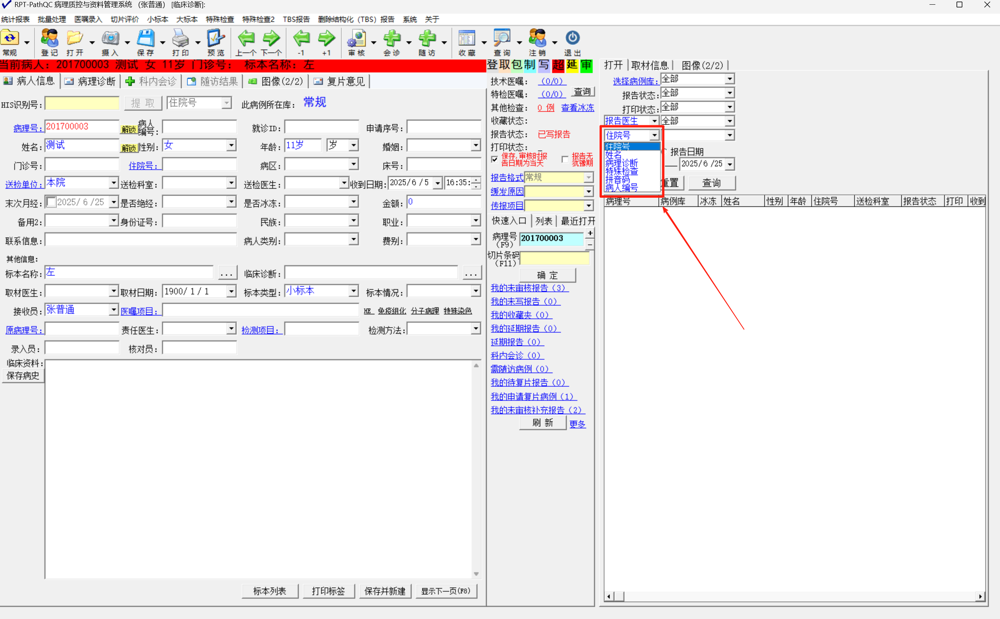 RPT-PathQC 病理质控与资料管理系统 （张普通） [临床诊断]:
统计报表 批量处理 医嘱录入 切片评价 小标本 大标本 特殊检查 特殊检查2 TBS报告 删除结构化（TBS）报告 系统 关于
常规 登记 打开 摄入 保存 打印 预览 上一个 下一个 -1 +1 审核 会诊 随访 收藏 查询 注销 退出
当前病人: 201700003 测试 女 11岁 门诊号: 标本名称: 左
登 取 包 制 写 超 延 审
病人信息 病理诊断 科内会诊 随访结果 图像(2/2) 复片意见
HIS识别号: 提 取 住院号 此病例所在库: 常规
病理号: 201700003 解锁 病人编号: 就诊ID: 申请序号:
姓名: 测试 解锁 性别: 女 年龄: 11岁 岁 婚姻:
门诊号: 住院号: 病区: 床号:
送检单位: 本院 送检科室: 送检医生: 收到日期: 2025/ 6 / 5 16:35:
末次月经: 2025/ 6 /25 是否绝经: 是否冰冻: 金额: 0
备用2: 身份证号: 民族: 职业:
联系信息: 病人类别: 费别:
其他信息:
标本名称: 左 ... 临床诊断: ...
取材医生: 取材日期: 1900/ 1 / 1 标本类型: 小标本 标本情况:
接收员: 张普通 医嘱项目: HE 免疫组化 分子病理 特殊染色
原病理号: 责任医生: 检测项目: 检测方法:
录入员: 核对员:
临床资料:
保存病史
标本列表 打印标签 保存并新建 显示下一页(F8)
技术医嘱: (0/0)
特检医嘱: (0/0) 查询
其他检查: 0 例 查看冰冻
收藏状态:
报告状态: 已写报告
打印状态: _
保存,审核时报告日期为当天 报告无犹豫期
报告格式 常规
缓发原因
传报项目
快速入口 列表 最近打开
病理号(F9) 201700003 + −
切片条码(F11)
确 定
我的未审核报告（3）
我的未写报告（0）
我的收藏夹（0）
我的延期报告（0）
延期报告（0）
科内会诊（0）
需随访病例（0）
我的待复片报告（0）
我的申请复片病例（1）
我的未审核补充报告（2）
刷 新 更多
打开 取材信息 图像(2/2)
选择病例库: 全部
报告状态: 全部
打印状态: 全部
报告医生 全部
住院号
住院号
姓名
病理诊断
特殊检查
拼音码
病人编号
报告日期
2025/ 6 /25
重置 查询
病理号 病例库 冰冻 姓名 性别 年龄 住院号 送检科室 报告状态 打印 收到